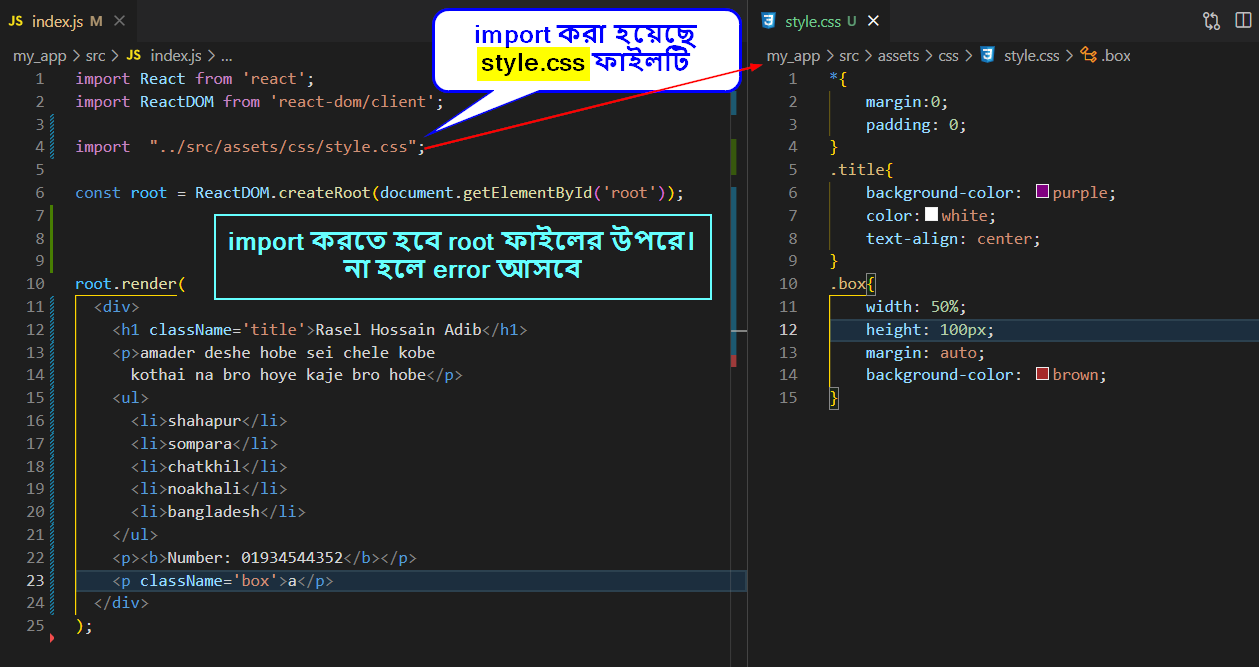 JS index.js M
my_app > src > JS index.js > ...
import করা হয়েছে
style.css ফাইলটি
1 import React from 'react';
2 import ReactDOM from 'react-dom/client';
3
4 import "../src/assets/css/style.css";
5
6 const root = ReactDOM.createRoot(document.getElementById('root'));
7
8
9
import করতে হবে root ফাইলের উপরে।
না হলে error আসবে
10 root.render(
11 <div>
12 <h1 className='title'>Rasel Hossain Adib</h1>
13 <p>amader deshe hobe sei chele kobe
14 kothai na bro hoye kaje bro hobe</p>
15 <ul>
16 <li>shahapur</li>
17 <li>sompara</li>
18 <li>chatkhil</li>
19 <li>noakhali</li>
20 <li>bangladesh</li>
21 </ul>
22 <p><b>Number: 01934544352</b></p>
23 <p className='box'>a</p>
24 </div>
25 );
style.css U
my_app > src > assets > css > style.css > .box
1 *{
2 margin:0;
3 padding: 0;
4 }
5 .title{
6 background-color: purple;
7 color: white;
8 text-align: center;
9 }
10 .box{
11 width: 50%;
12 height: 100px;
13 margin: auto;
14 background-color: brown;
15 }